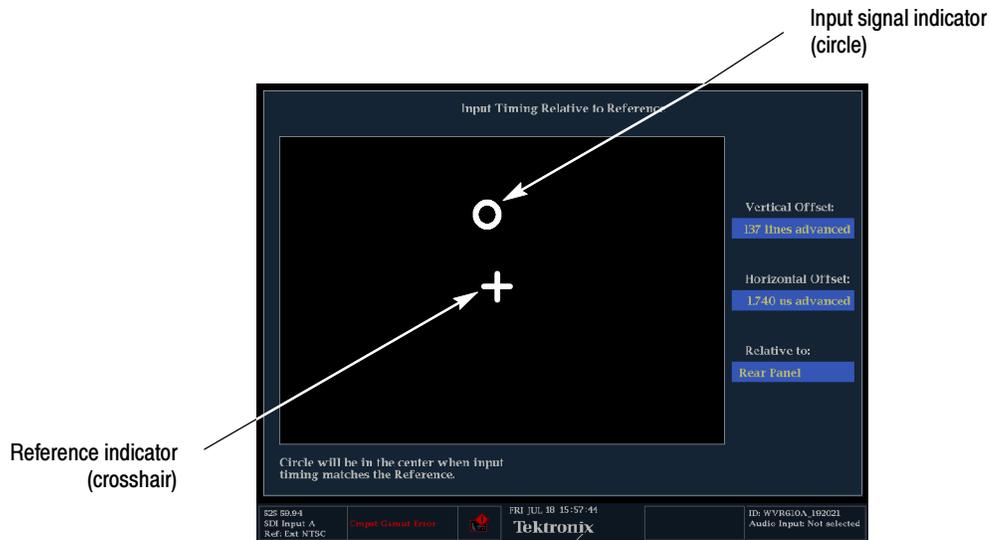 Input signal indicator
(circle)
Input Timing Relative to Reference
Vertical Offset:
137 lines advanced
Horizontal Offset:
1.740 us advanced
Relative to:
Rear Panel
Reference indicator
(crosshair)
Circle will be in the center when input
timing matches the Reference.
525 59.94
SDI Input A
Ref: Ext NTSC
Cmpst Gamut Error
FRI JUL 18 15:57:44
Tektronix
ID: WVR610A_192021
Audio Input: Not selected